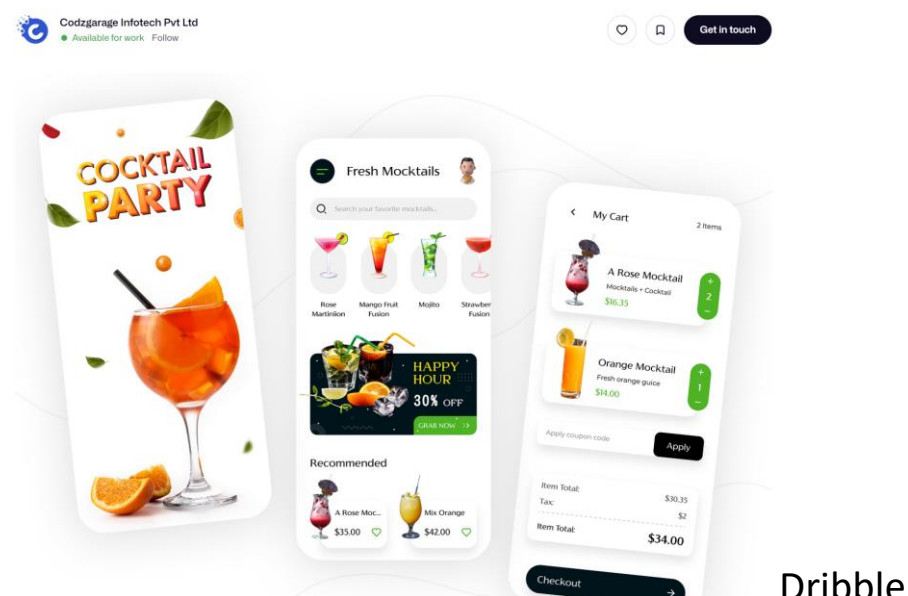 Codzgarage Infotech Pvt Ltd
Available for work Follow
Get in touch
COCKTAIL
PARTY
Fresh Mocktails
Search your favorite mocktails..
Rose
Martiniion
Mango Fruit
Fusion
Mojito
Strawber
Fusion
HAPPY
HOUR
30% OFF
GRAB NOW
Recommended
A Rose Moc...
$35.00
Mix Orange
$42.00
My Cart
2 Items
A Rose Mocktail
Mocktails + Cocktail
$16.35
+
2
−
Orange Mocktail
Fresh orange guice
$14.00
+
1
−
Apply coupon code
Apply
Item Total:
$30.35
Tax:
$2
Item Total:
$34.00
Checkout
Dribble